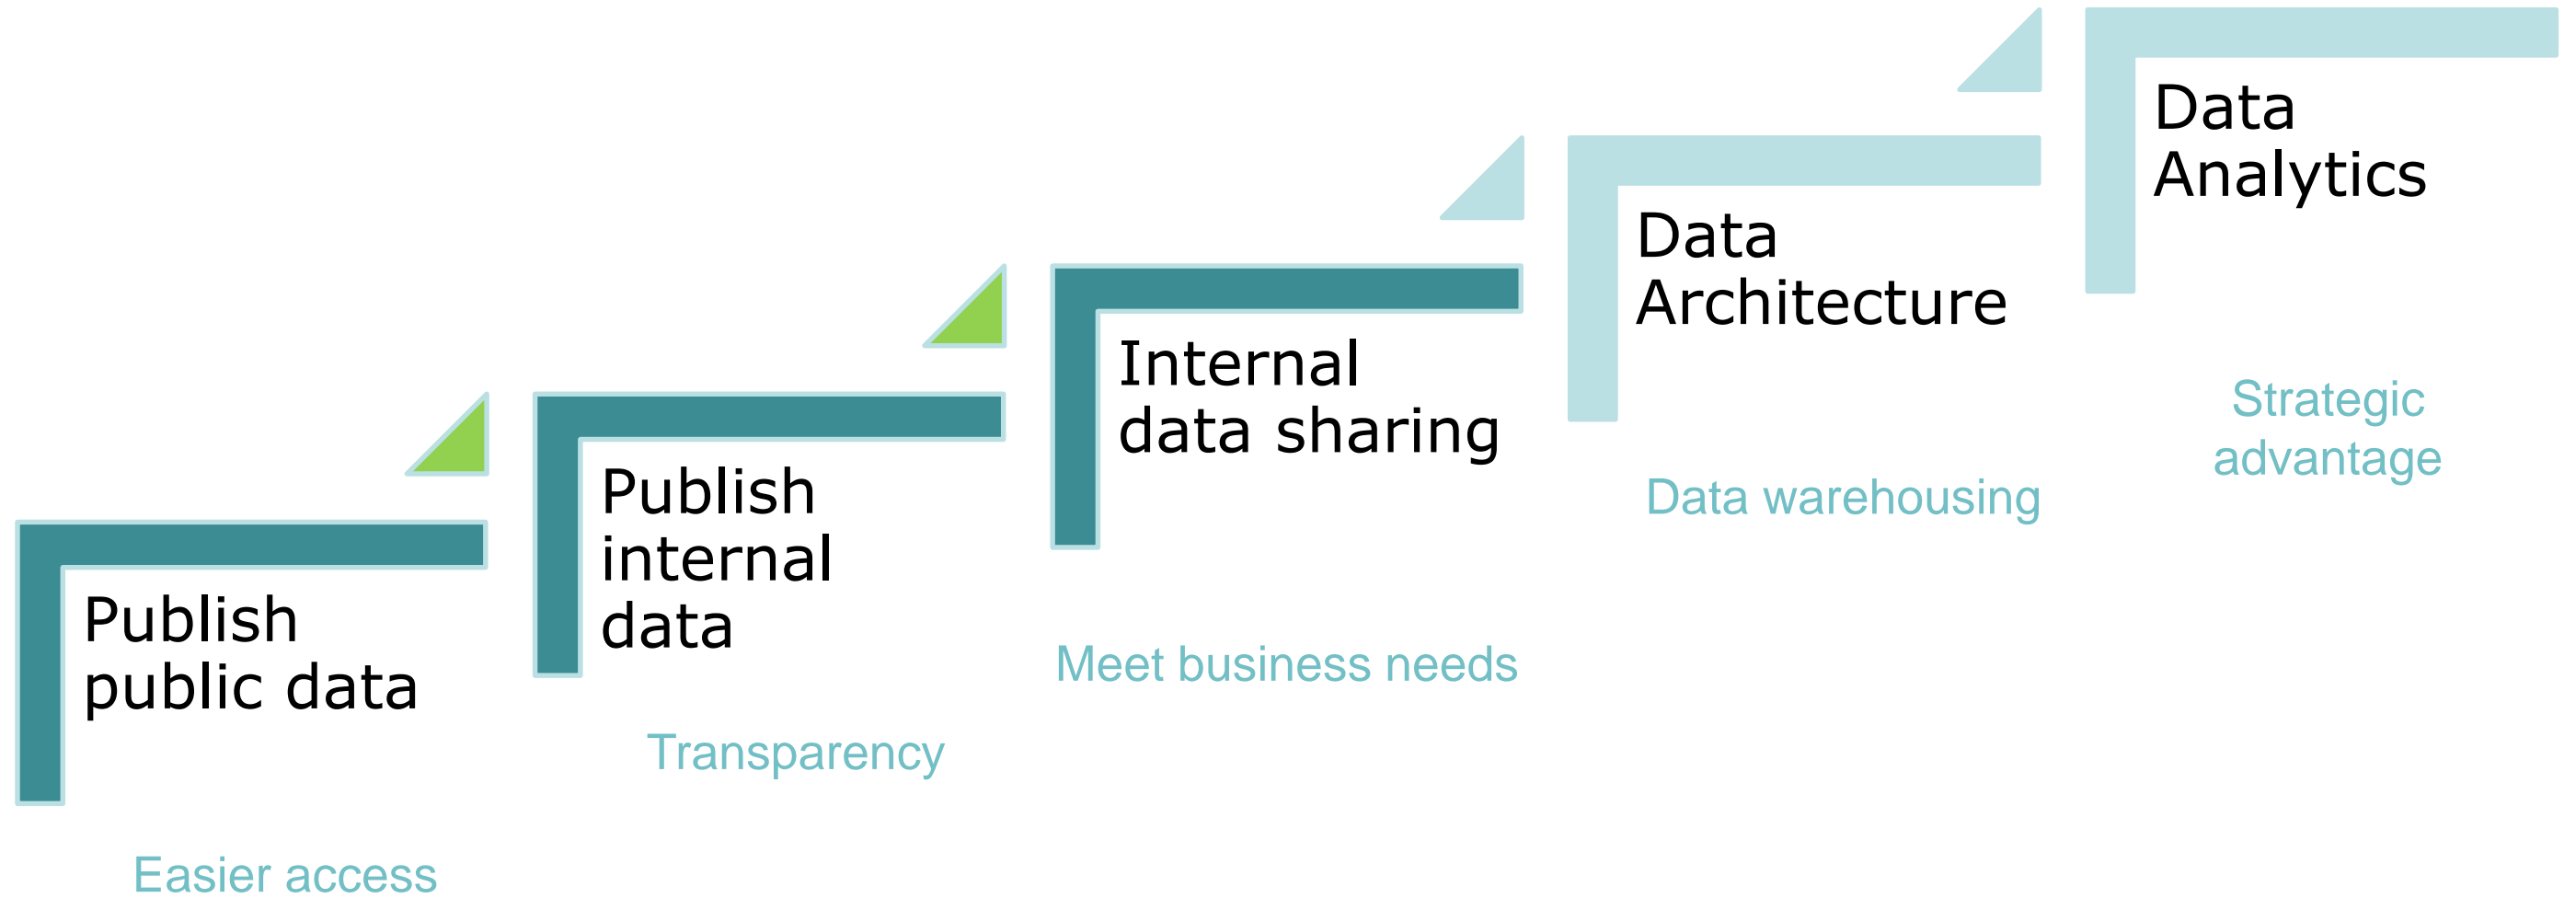 Publish
public data
Easier access
Publish
internal
data
Transparency
Internal
data sharing
Meet business needs
Data
Architecture
Data warehousing
Data
Analytics
Strategic
advantage